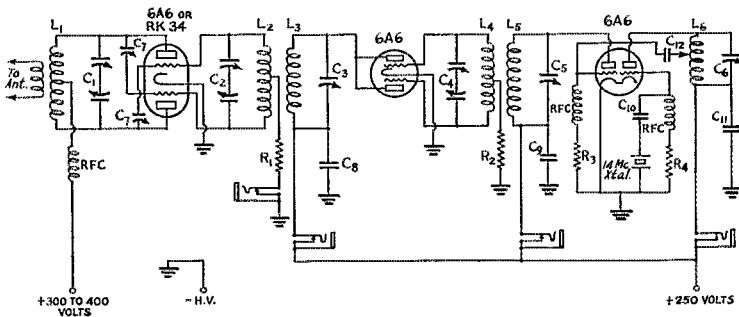 6A6 OR
RK 34
L1
C7
L2
L3
6A6
L4
L5
6A6
C12
L6
To
Ant.
C1
C2
C3
C4
C5
C6
C7
RFC
C10
RFC
RFC
R1
C8
R2
C9
R3
14 Mc.
Xtal.
R4
C11
+300 TO 400
VOLTS
- H.V.
+250 VOLTS